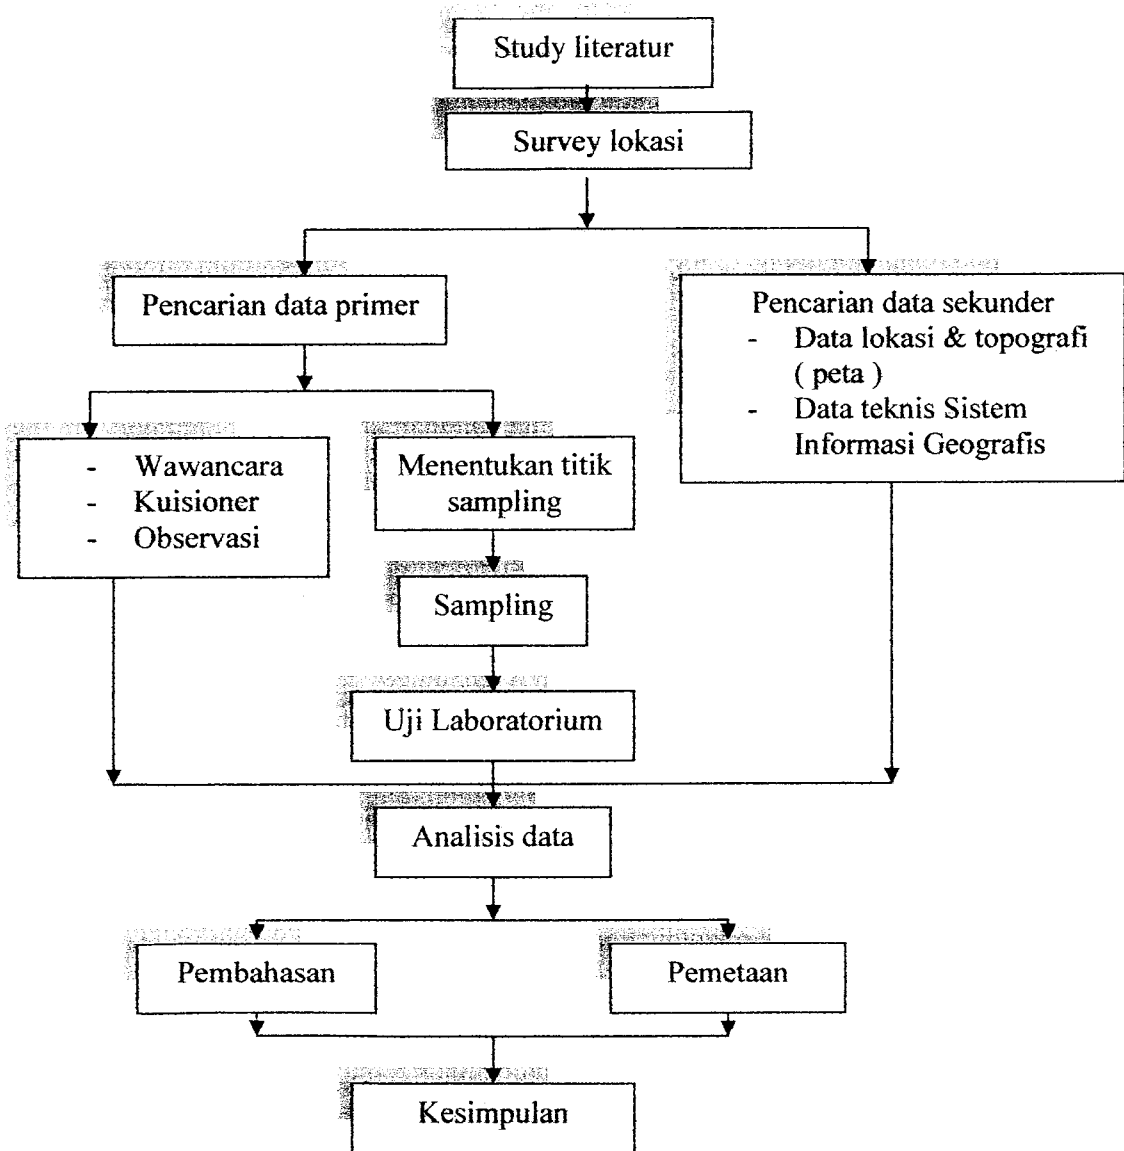 Study literatur
Survey lokasi
Pencarian data primer
Pencarian data sekunder
- Data lokasi & topografi
( peta )
- Data teknis Sistem
Informasi Geografis
- Wawancara
- Kuisioner
- Observasi
Menentukan titik
sampling
Sampling
Uji Laboratorium
Analisis data
Pembahasan
Pemetaan
Kesimpulan